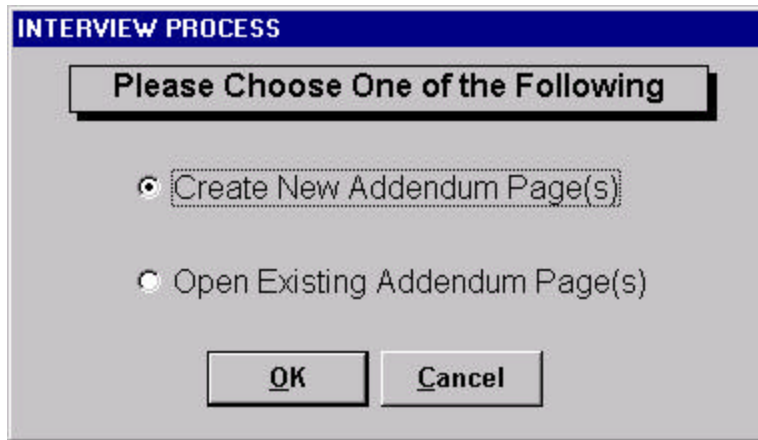 INTERVIEW PROCESS
Please Choose One of the Following
Create New Addendum Page(s)
Open Existing Addendum Page(s)
OK Cancel